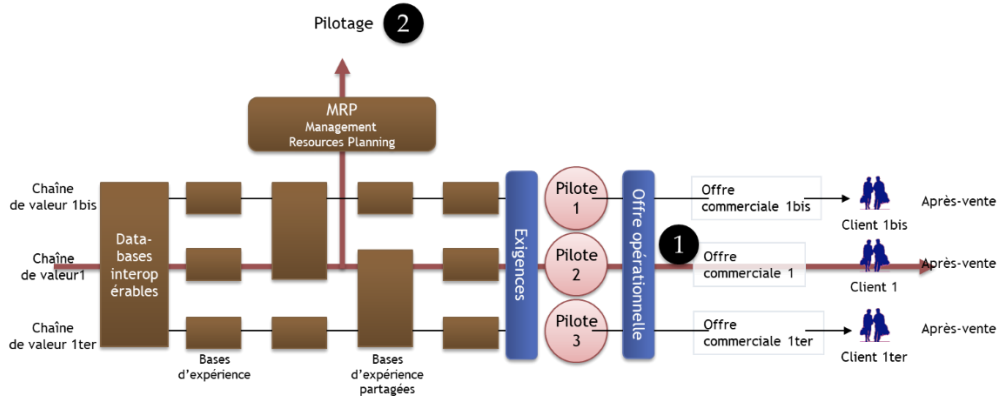 Pilotage 2
MRP
Management
Resources Planning
Chaîne
de valeur 1bis
Chaîne
de valeur1
Chaîne
de valeur 1ter
Data-
bases
interop
érables
Bases
d'expérience
Bases
d'expérience
partagées
Exigences
Pilote
1
Pilote
2
Pilote
3
Offre opérationnelle
1
Offre
commerciale 1bis
Offre
commerciale 1
Offre
commerciale 1ter
Client 1bis
Client 1
Client 1ter
Après-vente
Après-vente
Après-vente